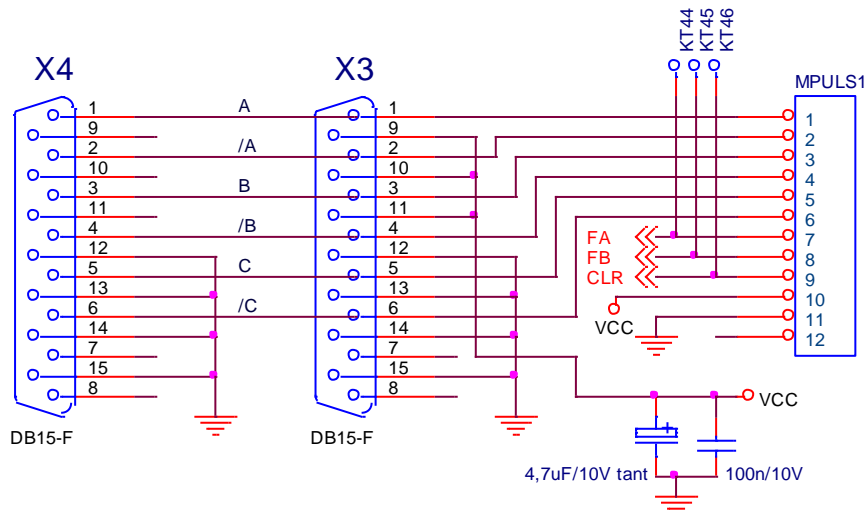 X4
X3
KT44
KT45
KT46
MPULS1
1
9
2
10
3
11
4
12
5
13
6
14
7
15
8
DB15-F
A
/A
B
/B
C
/C
1
9
2
10
3
11
4
12
5
13
6
14
7
15
8
DB15-F
FA
FB
CLR
VCC
1
2
3
4
5
6
7
8
9
10
11
12
VCC
+
4,7uF/10V tant
100n/10V